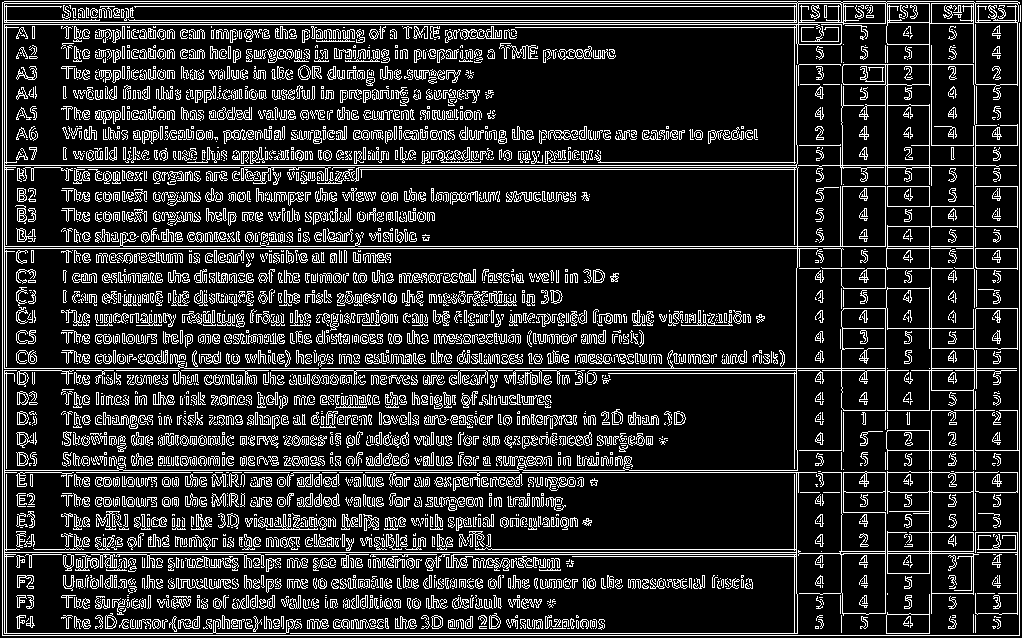 Statement S1 S2 S3 S4 S5
A1 The application can improve the planning of a TME procedure 3 5 4 5 4
A2 The application can help surgeons in training in preparing a TME procedure 5 5 5 5 4
A3 The application has value in the OR during the surgery * 3 3 2 2 2
A4 I would find this application useful in preparing a surgery * 4 5 5 4 5
A5 The application has added value over the current situation * 4 4 4 4 5
A6 With this application, potential surgical complications during the procedure are easier to predict 2 4 4 4 4
A7 I would like to use this application to explain the procedure to my patients 5 4 2 1 5
B1 The context organs are clearly visualized 5 5 5 5 5
B2 The context organs do not hamper the view on the important structures * 5 4 4 5 4
B3 The context organs help me with spatial orientation 5 4 5 4 4
B4 The shape of the context organs is clearly visible * 5 4 4 5 5
C1 The mesorectum is clearly visible at all times 5 5 4 5 4
C2 I can estimate the distance of the tumor to the mesorectal fascia well in 3D * 4 4 5 4 5
C3 I can estimate the distance of the risk zones to the mesorectum in 3D 4 5 4 4 5
C4 The uncertainty resulting from the registration can be clearly interpreted from the visualization * 4 4 4 4 4
C5 The contours help me estimate the distances to the mesorectum (tumor and risk) 4 3 5 5 4
C6 The color-coding (red to white) helps me estimate the distances to the mesorectum (tumor and risk) 4 4 5 4 5
D1 The risk zones that contain the autonomic nerves are clearly visible in 3D * 4 4 4 4 5
D2 The lines in the risk zones help me estimate the height of structures 4 4 4 5 5
D3 The changes in risk zone shape at different levels are easier to interpret in 2D than 3D 4 1 1 2 2
D4 Showing the autonomic nerve zones is of added value for an experienced surgeon * 4 5 2 2 4
D5 Showing the autonomic nerve zones is of added value for a surgeon in training 5 5 5 5 5
E1 The contours on the MRI are of added value for an experienced surgeon * 3 4 4 2 4
E2 The contours on the MRI are of added value for a surgeon in training. 4 5 5 5 5
E3 The MRI slice in the 3D visualization helps me with spatial orientation * 4 4 5 5 5
E4 The size of the tumor is the most clearly visible in the MRI 4 2 2 4 3
F1 Unfolding the structures helps me see the interior of the mesorectum * 4 4 4 3 4
F2 Unfolding the structures helps me to estimate the distance of the tumor to the mesorectal fascia 4 4 5 3 4
F3 The surgical view is of added value in addition to the default view * 5 4 5 5 3
F4 The 3D cursor (red sphere) helps me connect the 3D and 2D visualizations 5 5 5 5 5